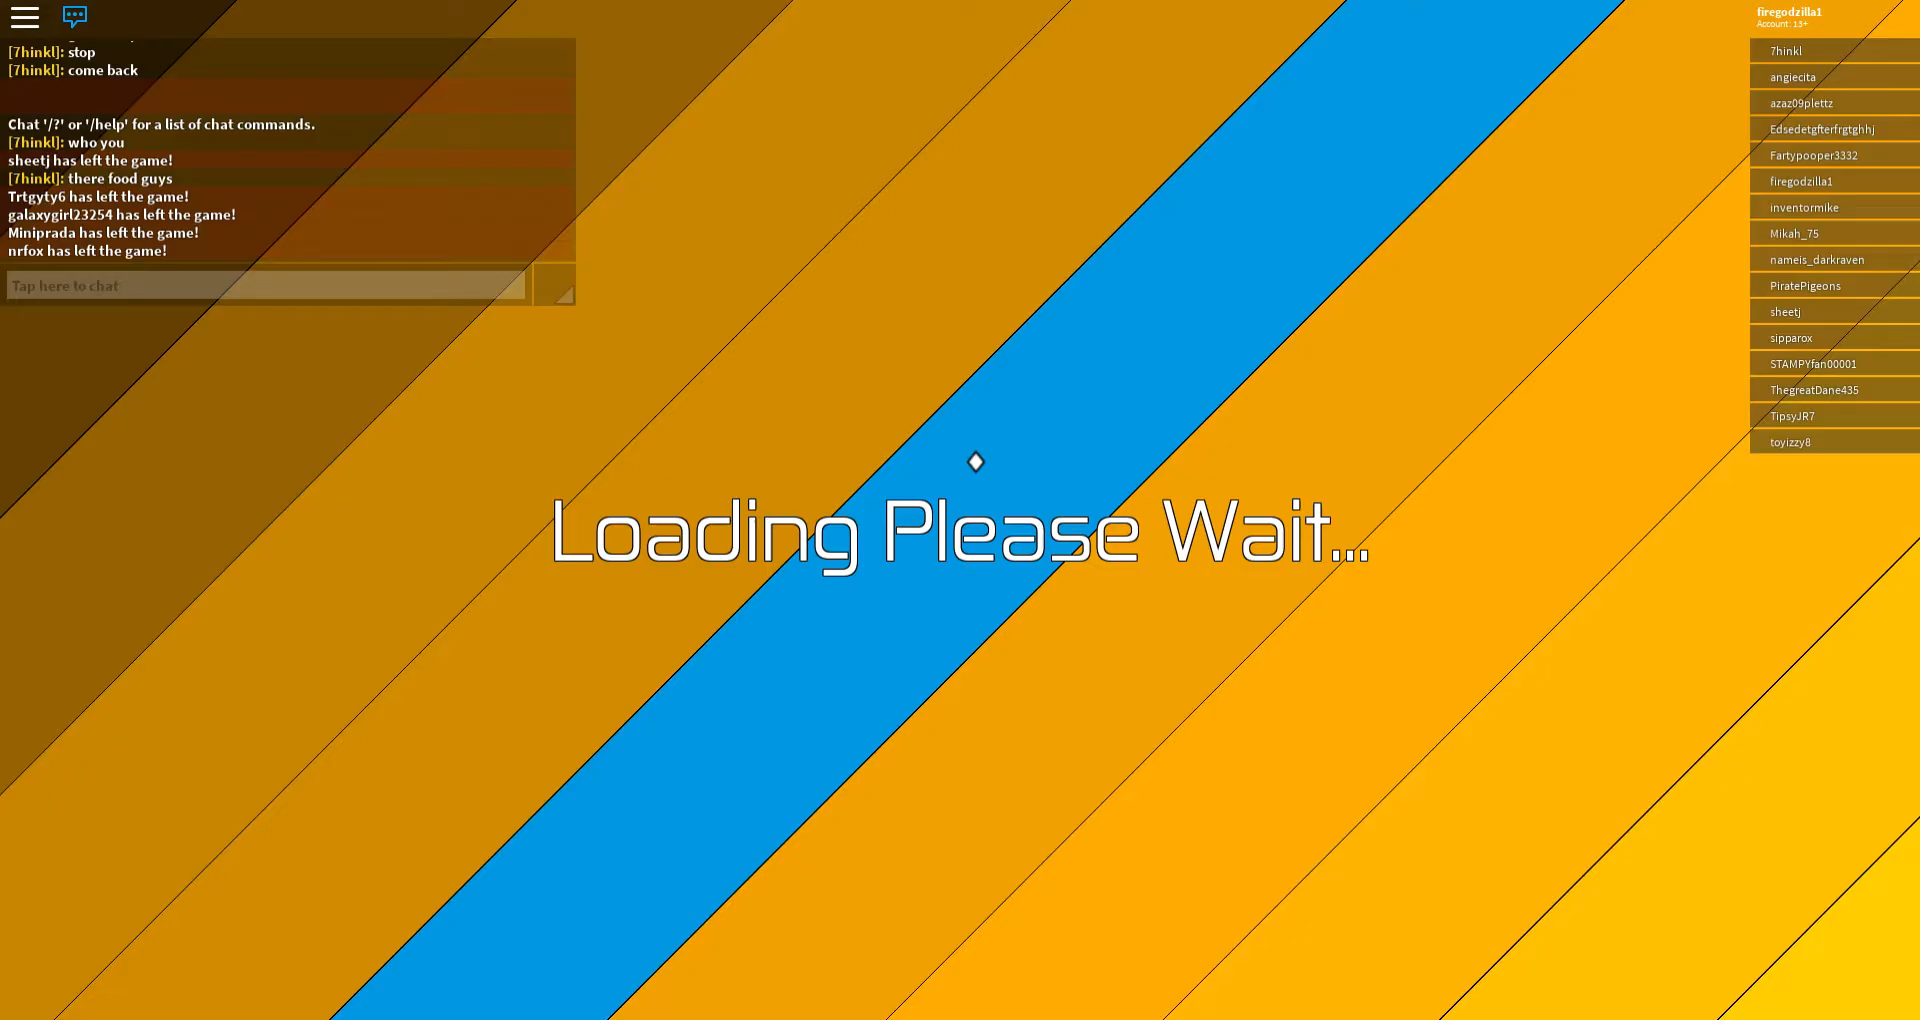 [7hinkl]: stop
[7hinkl]: come back
Chat '/?' or '/help' for a list of chat commands.
[7hinkl]: who you
sheetj has left the game!
[7hinkl]: there food guys
Trtgyty6 has left the game!
galaxygirl23254 has left the game!
Miniprada has left the game!
nrfox has left the game!
Tap here to chat
Loading Please Wait...
firegodzilla1
Account: 13+
7hinkl
angiecita
azaz09plettz
Edsedetgfterfrgtghhj
Fartypooper3332
firegodzilla1
inventormike
Mikah_75
nameis_darkraven
PiratePigeons
sheetj
sipparox
STAMPYfan00001
ThegreatDane435
TipsyJR7
toyizzy8